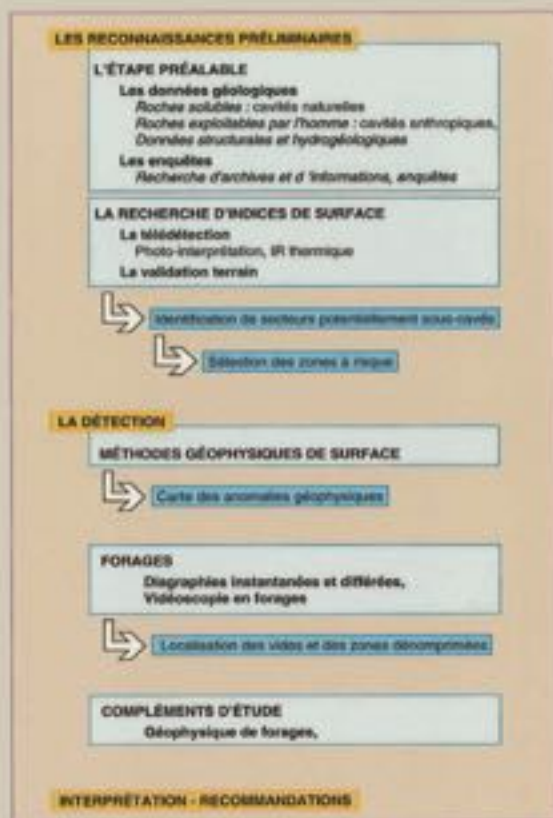 LES RECONNAISSANCES PRÉLIMINAIRES
L'ÉTAPE PRÉALABLE
Les données géologiques
Roches solubles : cavités naturelles
Roches exploitables par l'homme : cavités anthropiques,
Données structurales et hydrogéologiques
Les enquêtes
Recherche d'archives et d 'informations, enquêtes
LA RECHERCHE D'INDICES DE SURFACE
La télédétection
Photo-interprétation, IR thermique
La validation terrain
Identification de secteurs potentiellement sous-cavés
Sélection des zones à risque
LA DÉTECTION
MÉTHODES GÉOPHYSIQUES DE SURFACE
Carte des anomalies géophysiques
FORAGES
Diagraphies instantanées et différées,
Vidéoscopie en forages
Localisation des vides et des zones décomprimées
COMPLÉMENTS D'ÉTUDE
Géophysique de forages,
INTERPRÉTATION - RECOMMANDATIONS